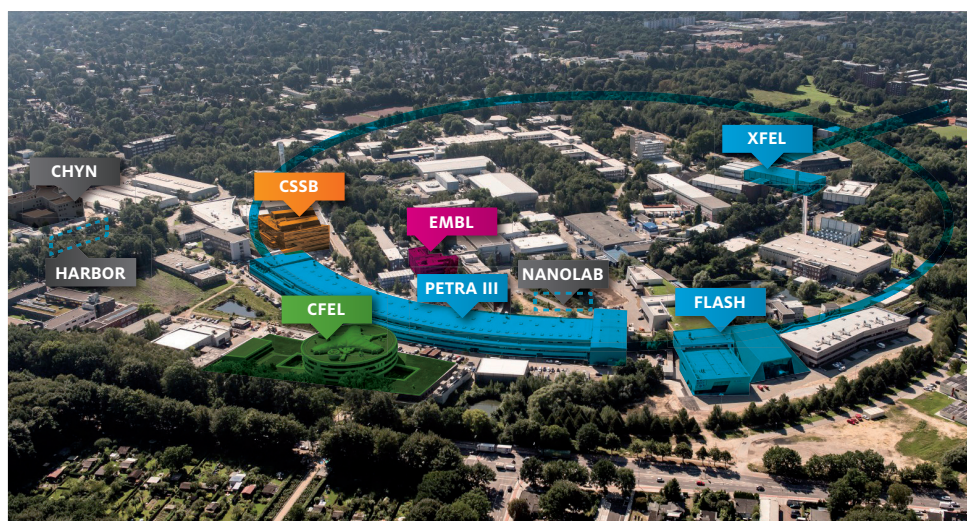 XFEL
CHYN
CSSB
EMBL
HARBOR
NANOLAB
PETRA III
CFEL
FLASH